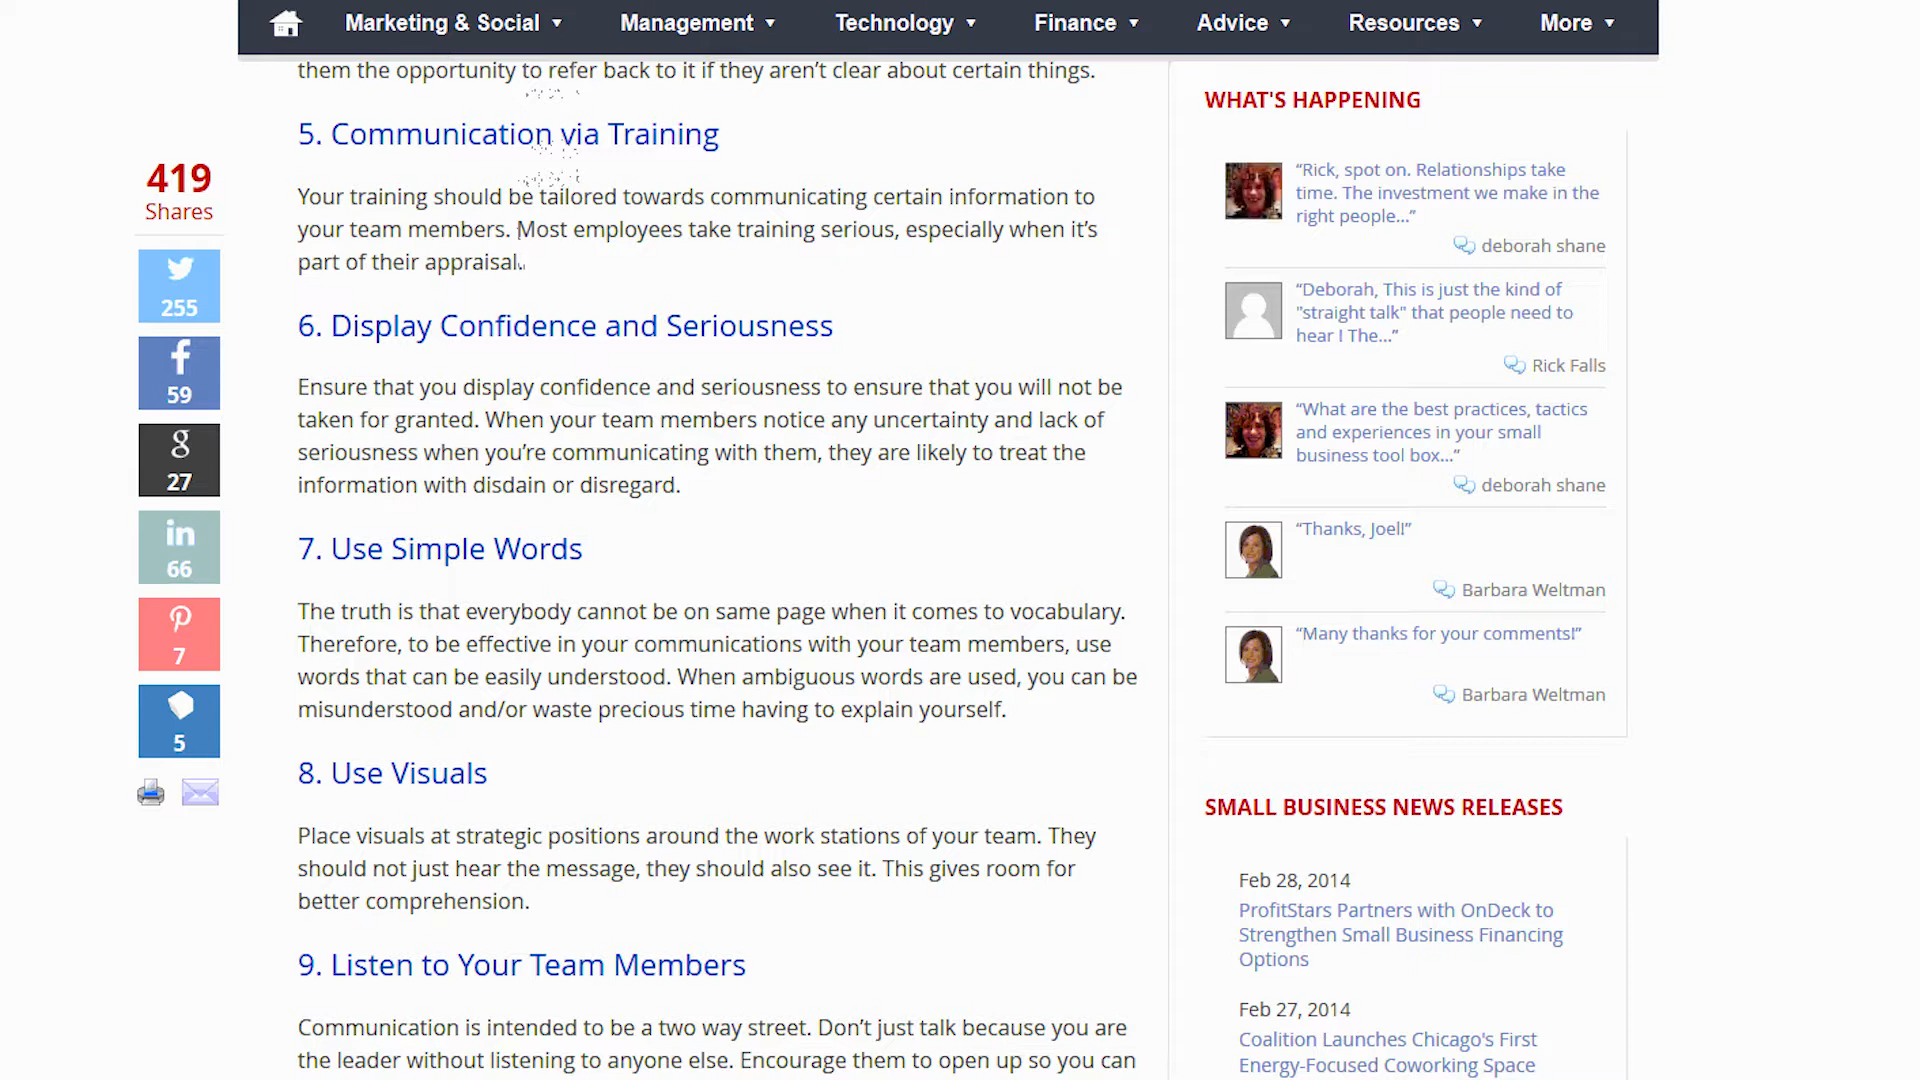 Marketing & Social Management Technology Finance Advice Resources More
them the opportunity to refer back to it if they aren’t clear about certain things.
5. Communication via Training
Your training should be tailored towards communicating certain information to
your team members. Most employees take training serious, especially when it’s
part of their appraisal.
6. Display Confidence and Seriousness
Ensure that you display confidence and seriousness to ensure that you will not be
taken for granted. When your team members notice any uncertainty and lack of
seriousness when you’re communicating with them, they are likely to treat the
information with disdain or disregard.
7. Use Simple Words
The truth is that everybody cannot be on same page when it comes to vocabulary.
Therefore, to be effective in your communications with your team members, use
words that can be easily understood. When ambiguous words are used, you can be
misunderstood and/or waste precious time having to explain yourself.
8. Use Visuals
Place visuals at strategic positions around the work stations of your team. They
should not just hear the message, they should also see it. This gives room for
better comprehension.
9. Listen to Your Team Members
Communication is intended to be a two way street. Don’t just talk because you are
the leader without listening to anyone else. Encourage them to open up so you can
419
Shares
255
f
59
g
27
in
66
7
5
WHAT'S HAPPENING
“Rick, spot on. Relationships take
time. The investment we make in the
right people...”
deborah shane
“Deborah, This is just the kind of
"straight talk" that people need to
hear I The...”
Rick Falls
“What are the best practices, tactics
and experiences in your small
business tool box...”
deborah shane
“Thanks, Joel!”
Barbara Weltman
“Many thanks for your comments!”
Barbara Weltman
SMALL BUSINESS NEWS RELEASES
Feb 28, 2014
ProfitStars Partners with OnDeck to
Strengthen Small Business Financing
Options
Feb 27, 2014
Coalition Launches Chicago's First
Energy-Focused Coworking Space